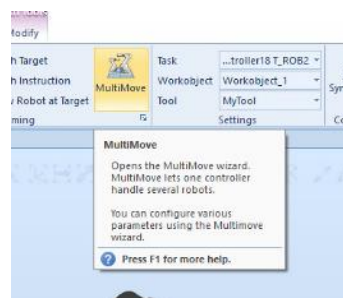 Modify
h Target
h Instruction
v Robot at Target
ming
MultiMove
Task
...troller18 T_ROB2
Workobject
Workobject_1
Tool
MyTool
Settings
Syn
Co
MultiMove
Opens the MultiMove wizard.
MultiMove lets one controller
handle several robots.
You can configure various
parameters using the Multimove
wizard.
Press F1 for more help.